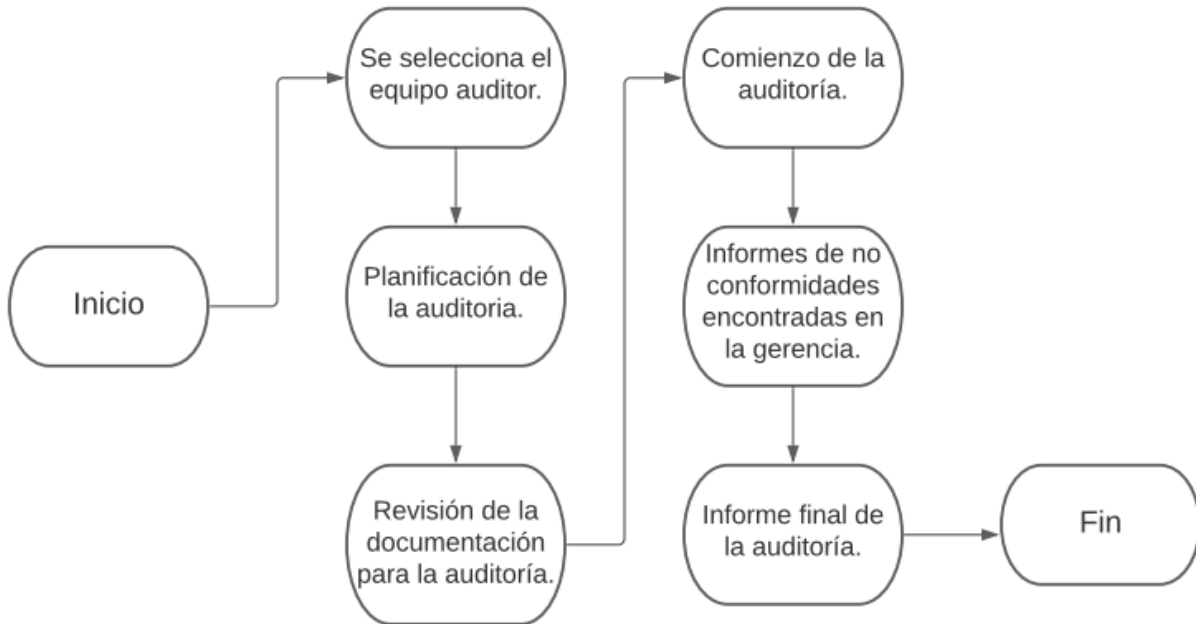 Inicio
Se selecciona el
equipo auditor.
Planificación de
la auditoria.
Revisión de la
documentación
para la auditoría.
Comienzo de la
auditoría.
Informes de no
conformidades
encontradas en
la gerencia.
Informe final de
la auditoría.
Fin